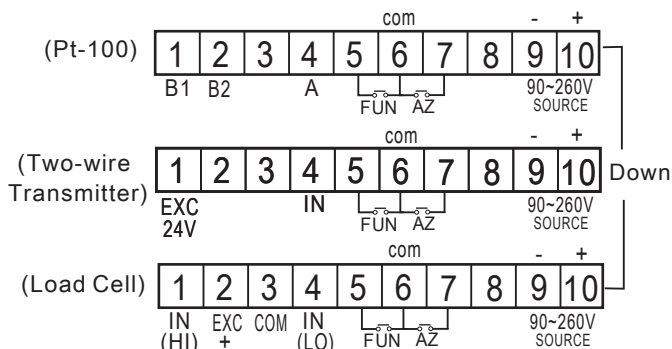 com - +
(Pt-100) 1 2 3 4 5 6 7 8 9 10
B1 B2 A FUN AZ 90~260V
SOURCE
com - +
(Two-wire
Transmitter) 1 2 3 4 5 6 7 8 9 10 Down
EXC
24V IN FUN AZ 90~260V
SOURCE
com - +
(Load Cell) 1 2 3 4 5 6 7 8 9 10
IN
(HI) EXC
+ COM IN
(LO) FUN AZ 90~260V
SOURCE